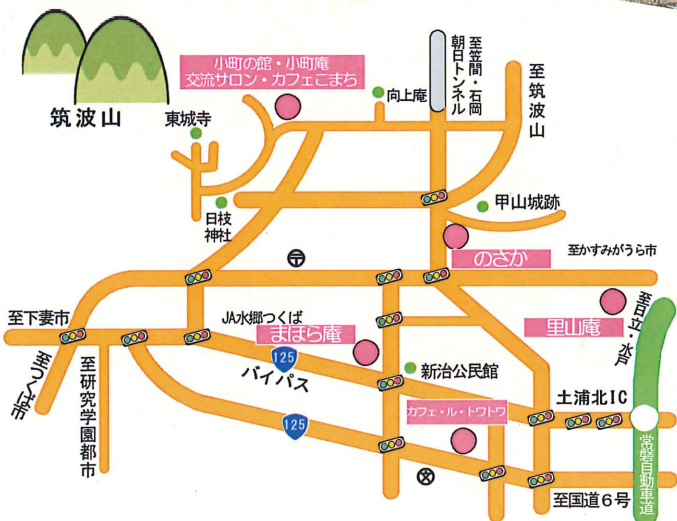 小町の館・小町庵
交流サロン・カフェこまち
至笠間・石岡
朝日トンネル
向上庵
至筑波山
筑波山
東城寺
日枝
神社
甲山城跡
のさか
至かすみがうら市
〒
至下妻市
JA水郷つくば
まほら庵
里山庵
至日立・水戸
至つくば市
至研究学園都市
125
バイパス
新治公民館
土浦北IC
カフェ・ル・トワトワ
125
文
至国道6号
常磐自動車道